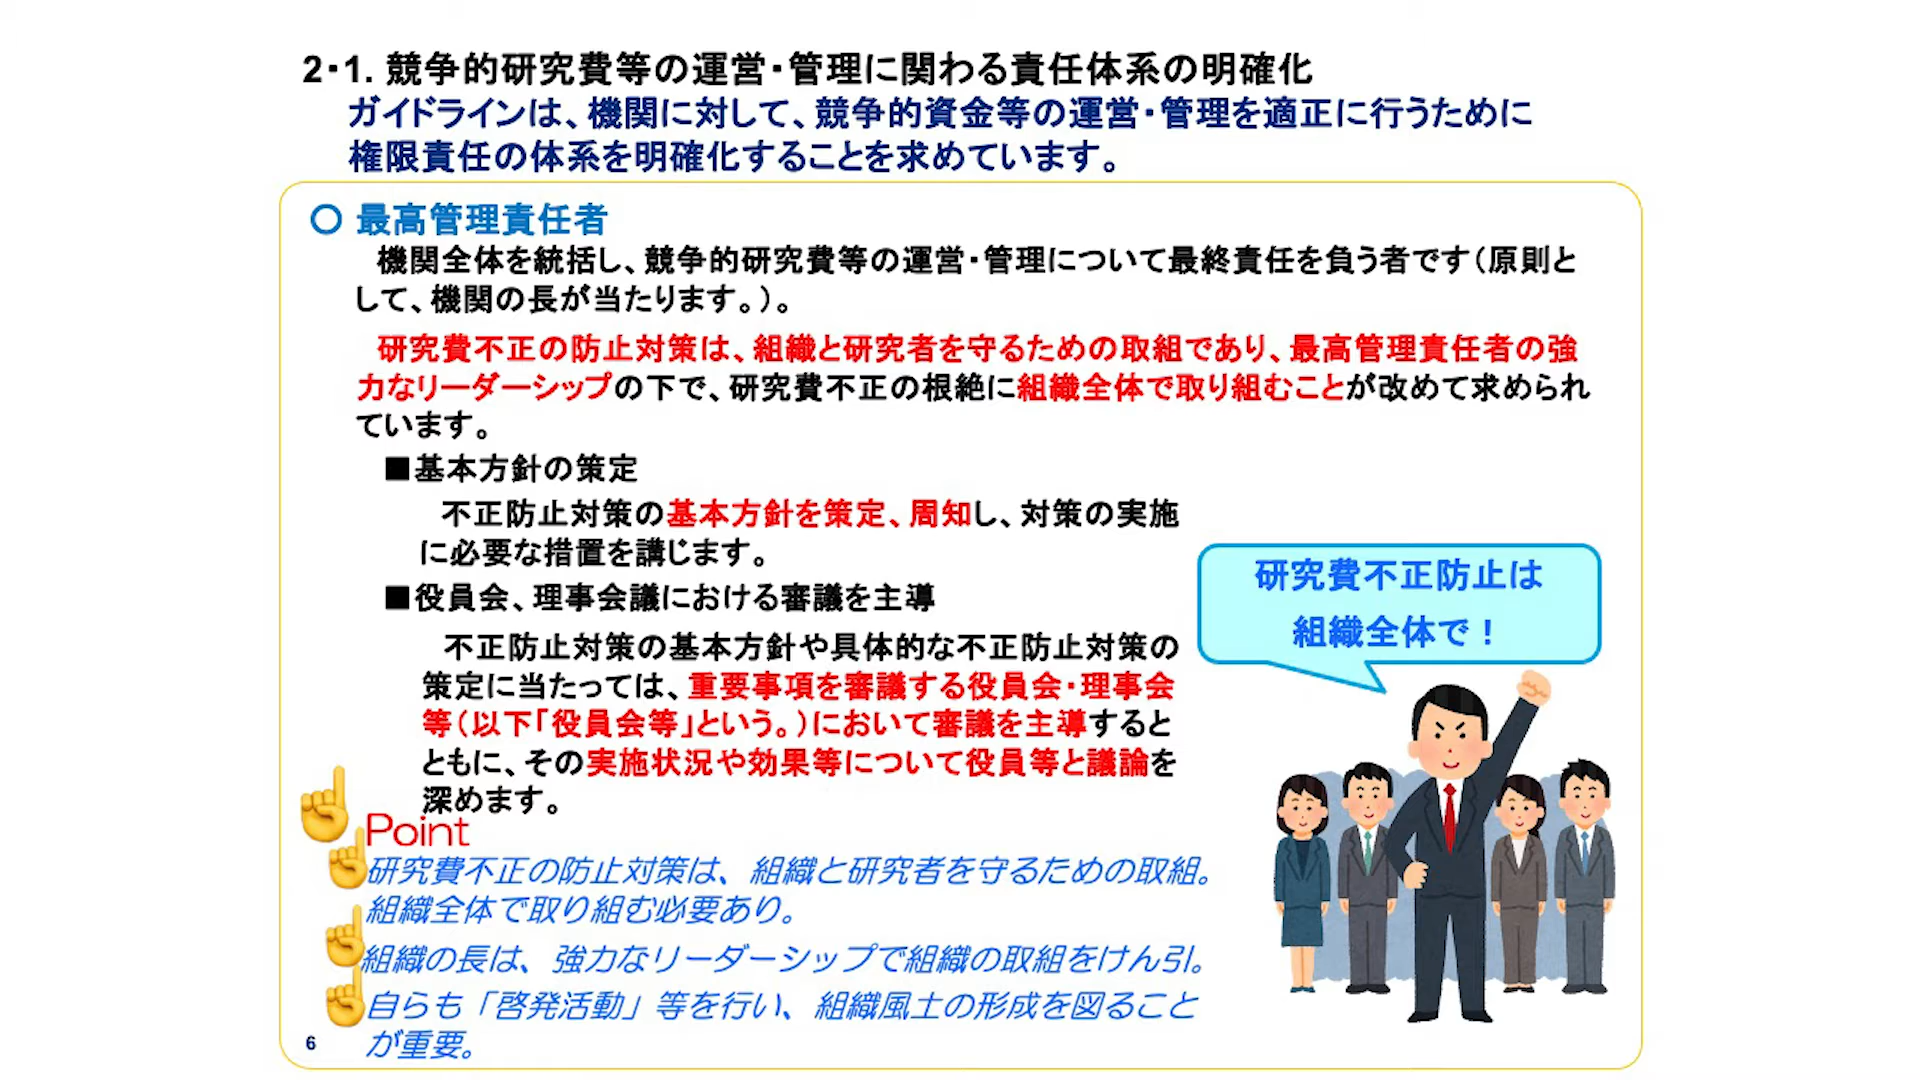 2・1. 競争的研究費等の運営・管理に関わる責任体系の明確化
ガイドラインは、機関に対して、競争的資金等の運営・管理を適正に行うために
権限責任の体系を明確化することを求めています。
○ 最高管理責任者
機関全体を統括し、競争的研究費等の運営・管理について最終責任を負う者です（原則と
して、機関の長が当たります。）。
研究費不正の防止対策は、組織と研究者を守るための取組であり、最高管理責任者の強
力なリーダーシップの下で、研究費不正の根絶に組織全体で取り組むことが改めて求められ
ています。
■基本方針の策定
不正防止対策の基本方針を策定、周知し、対策の実施
に必要な措置を講じます。
■役員会、理事会議における審議を主導
不正防止対策の基本方針や具体的な不正防止対策の
策定に当たっては、重要事項を審議する役員会・理事会
等（以下「役員会等」という。）において審議を主導すると
ともに、その実施状況や効果等について役員等と議論を
深めます。
研究費不正防止は
組織全体で！
Point
研究費不正の防止対策は、組織と研究者を守るための取組。
組織全体で取り組む必要あり。
組織の長は、強力なリーダーシップで組織の取組をけん引。
自らも「啓発活動」等を行い、組織風土の形成を図ること
が重要。
6